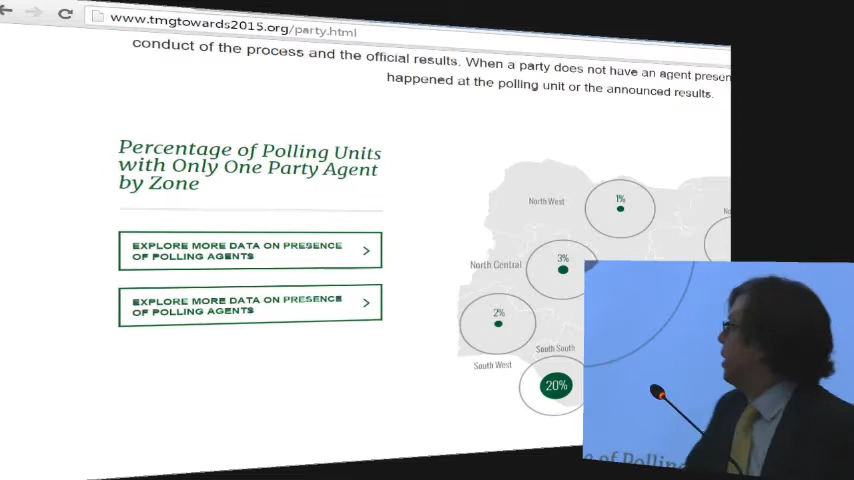 www.tmgtowards2015.org/party.html
conduct of the process and the official results. When a party does not have an agent presen
happened at the polling unit or the announced results.
Percentage of Polling Units
with Only One Party Agent
by Zone
EXPLORE MORE DATA ON PRESENCE
OF POLLING AGENTS
EXPLORE MORE DATA ON PRESENCE
OF POLLING AGENTS
North West
1%
No
North Central
3%
2%
South West
South South
20%
e of Polling